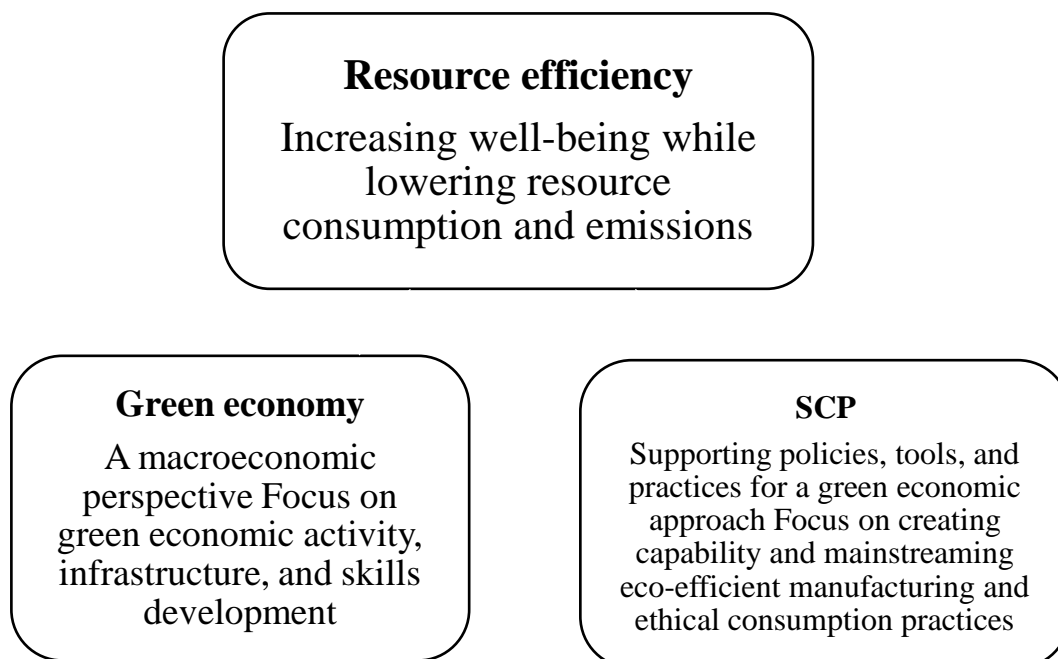 Resource efficiency
Increasing well-being while
lowering resource
consumption and emissions
Green economy
A macroeconomic
perspective Focus on
green economic activity,
infrastructure, and skills
development
SCP
Supporting policies, tools, and
practices for a green economic
approach Focus on creating
capability and mainstreaming
eco-efficient manufacturing and
ethical consumption practices